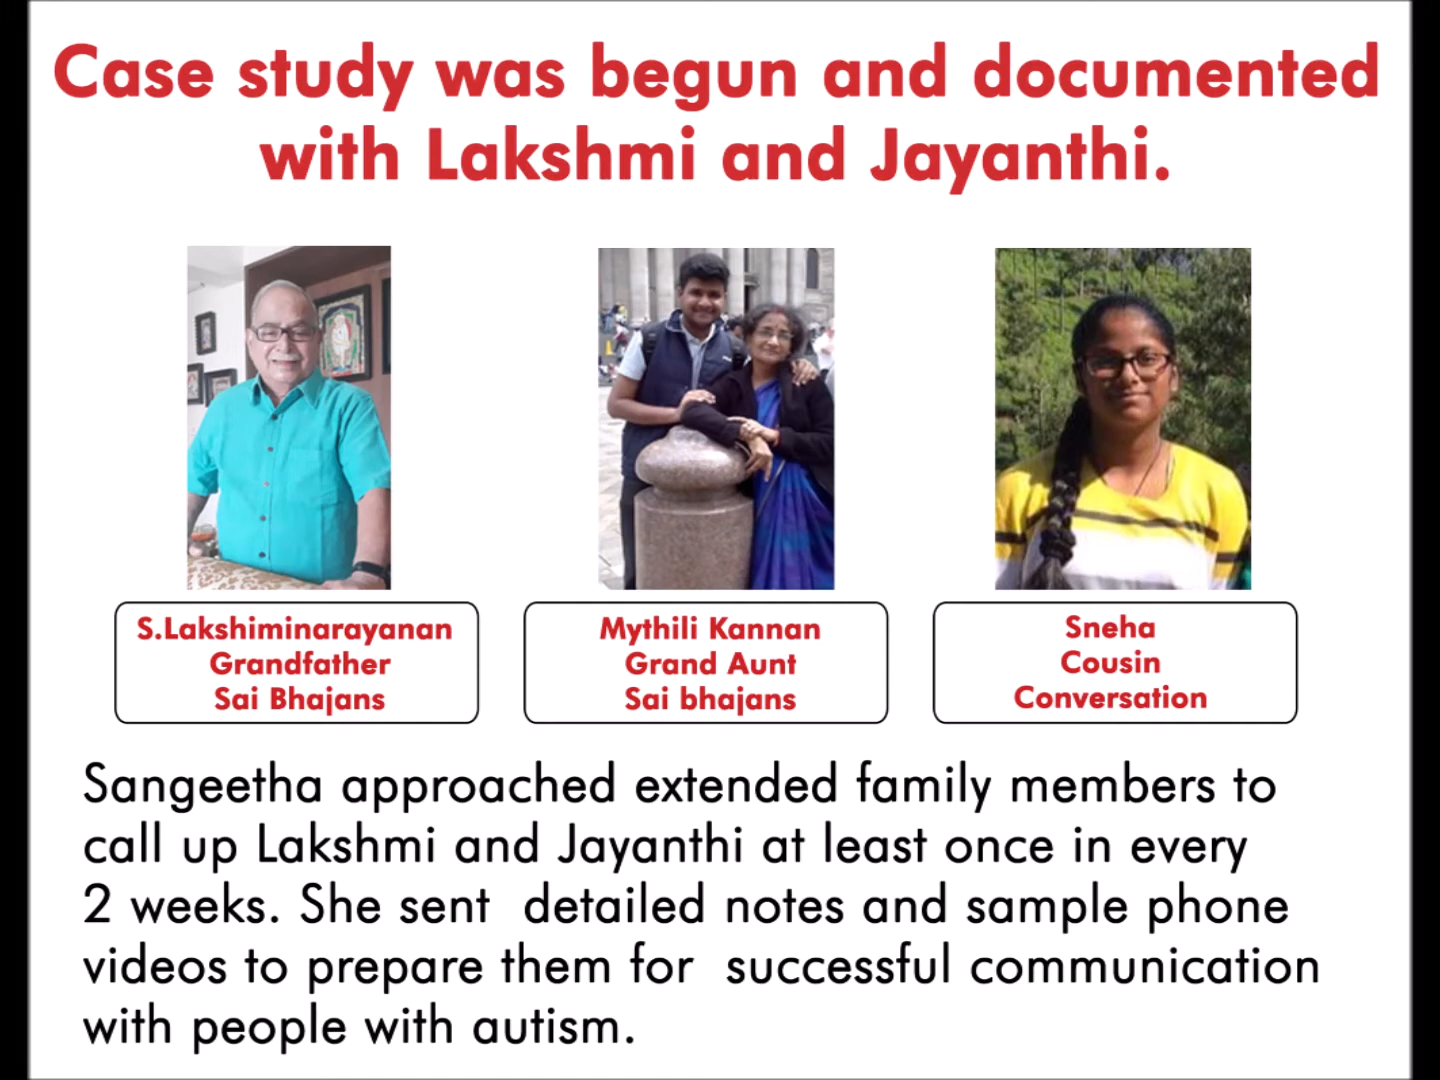 Case study was begun and documented
with Lakshmi and Jayanthi.
S.Lakshiminarayanan
Grandfather
Sai Bhajans
Mythili Kannan
Grand Aunt
Sai bhajans
Sneha
Cousin
Conversation
Sangeetha approached extended family members to
call up Lakshmi and Jayanthi at least once in every
2 weeks. She sent  detailed notes and sample phone
videos to prepare them for  successful communication
with people with autism.